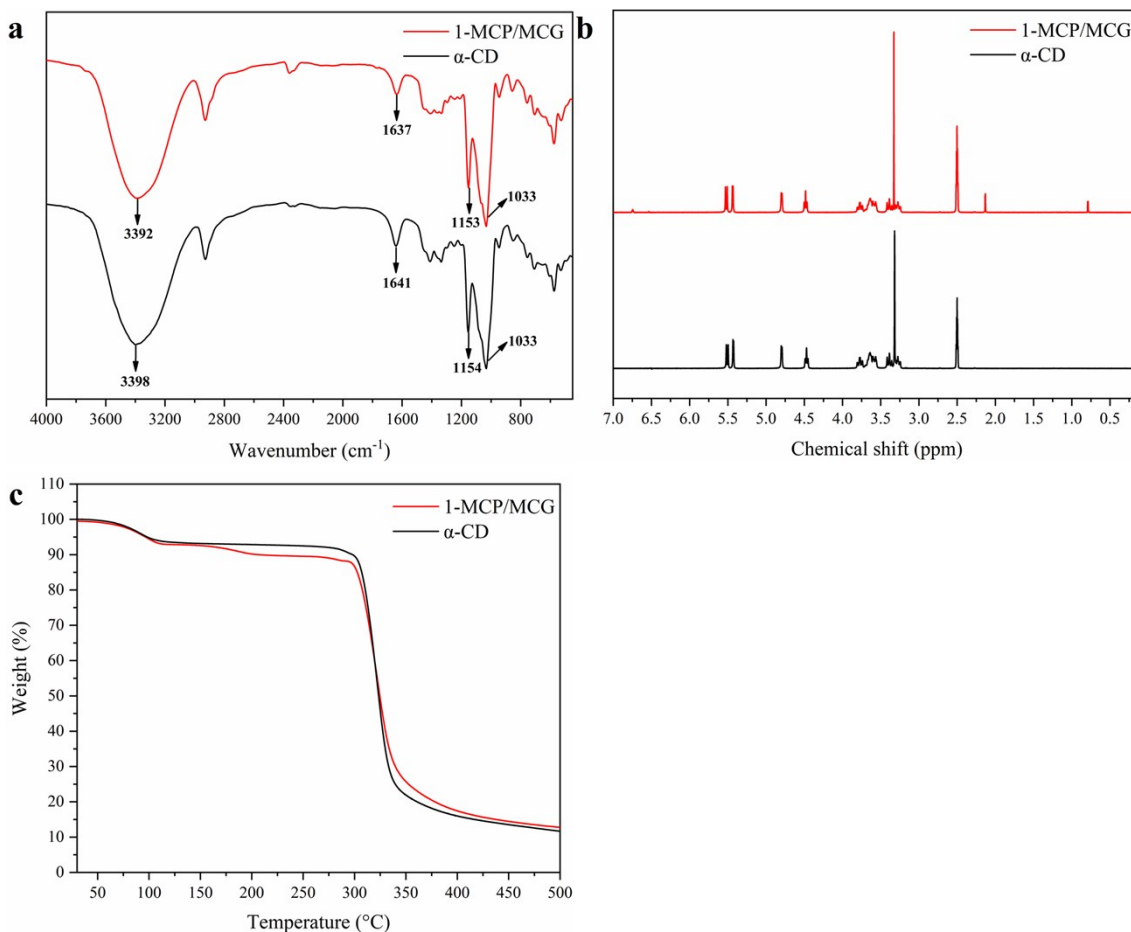 a
1-MCP/MCG
α-CD
1637
1153
1033
3392
1641
1154
1033
3398
4000 3600 3200 2800 2400 2000 1600 1200 800
Wavenumber (cm⁻¹)
b
1-MCP/MCG
α-CD
7.0 6.5 6.0 5.5 5.0 4.5 4.0 3.5 3.0 2.5 2.0 1.5 1.0 0.5
Chemical shift (ppm)
c
1-MCP/MCG
α-CD
110
100
90
80
70
60
50
40
30
20
10
0
Weight (%)
50 100 150 200 250 300 350 400 450 500
Temperature (°C)